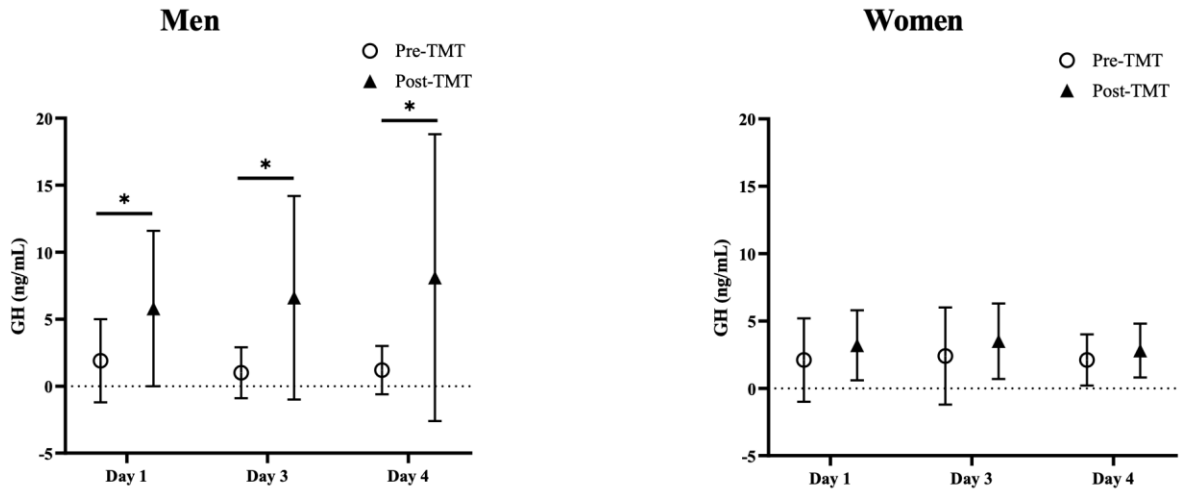 Men
Pre-TMT
Post-TMT
20
15
10
5
0
-5
GH (ng/mL)
*
*
*
Day 1
Day 3
Day 4
Women
Pre-TMT
Post-TMT
20
15
10
5
0
-5
GH (ng/mL)
Day 1
Day 3
Day 4